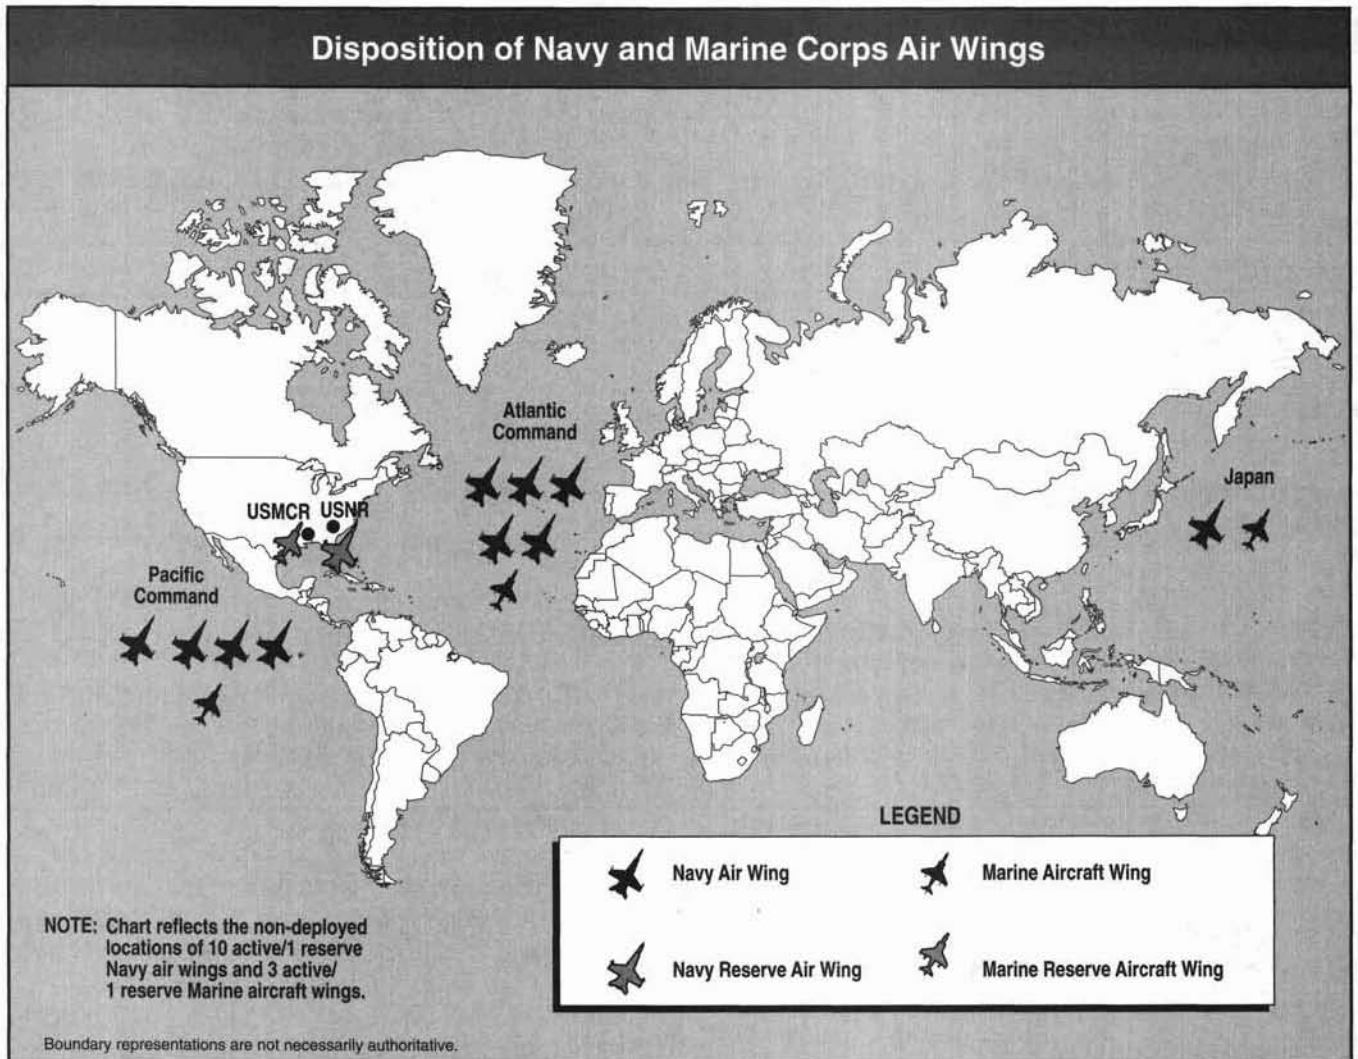 Disposition of Navy and Marine Corps Air Wings
Atlantic
Command
Japan
USMCR USNR
Pacific
Command
LEGEND
Navy Air Wing
Marine Aircraft Wing
Navy Reserve Air Wing
Marine Reserve Aircraft Wing
NOTE: Chart reflects the non-deployed
locations of 10 active/1 reserve
Navy air wings and 3 active/
1 reserve Marine aircraft wings.
Boundary representations are not necessarily authoritative.